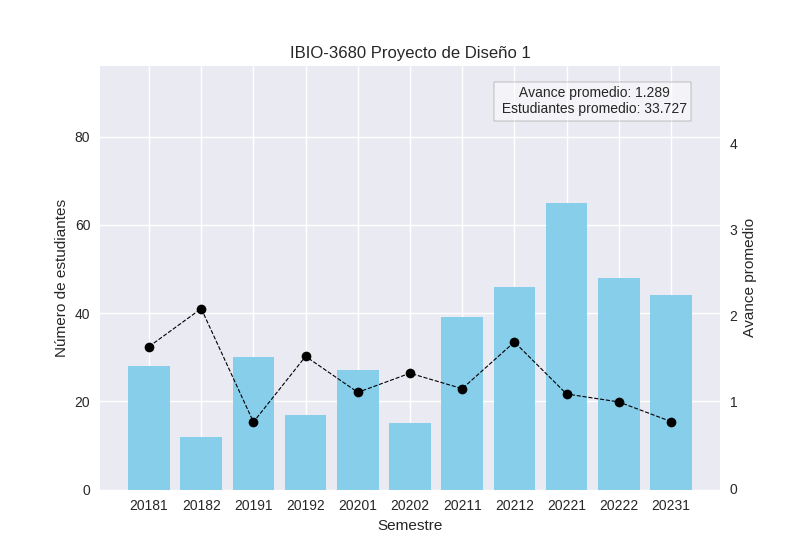 IBIO-3680 Proyecto de Diseño 1
Avance promedio: 1.289
Estudiantes promedio: 33.727
Número de estudiantes
80
60
40
20
0
Avance promedio
4
3
2
1
0
20181 20182 20191 20192 20201 20202 20211 20212 20221 20222 20231
Semestre